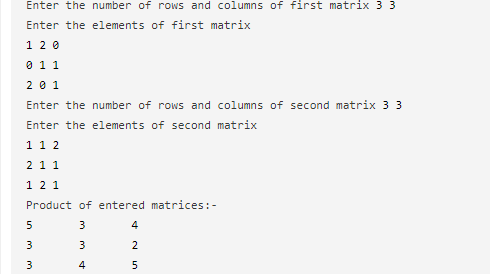 Enter the number of rows and columns of first matrix 3 3
Enter the elements of first matrix
1 2 0
0 1 1
2 0 1
Enter the number of rows and columns of second matrix 3 3
Enter the elements of second matrix
1 1 2
2 1 1
1 2 1
Product of entered matrices:-
5 3 4
3 3 2
3 4 5